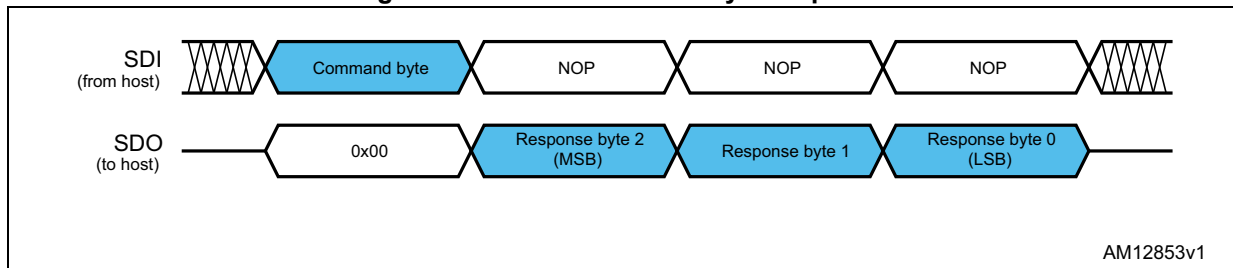 SDI
(from host)
Command byte
NOP
NOP
NOP
SDO
(to host)
0x00
Response byte 2
(MSB)
Response byte 1
Response byte 0
(LSB)
AM12853v1